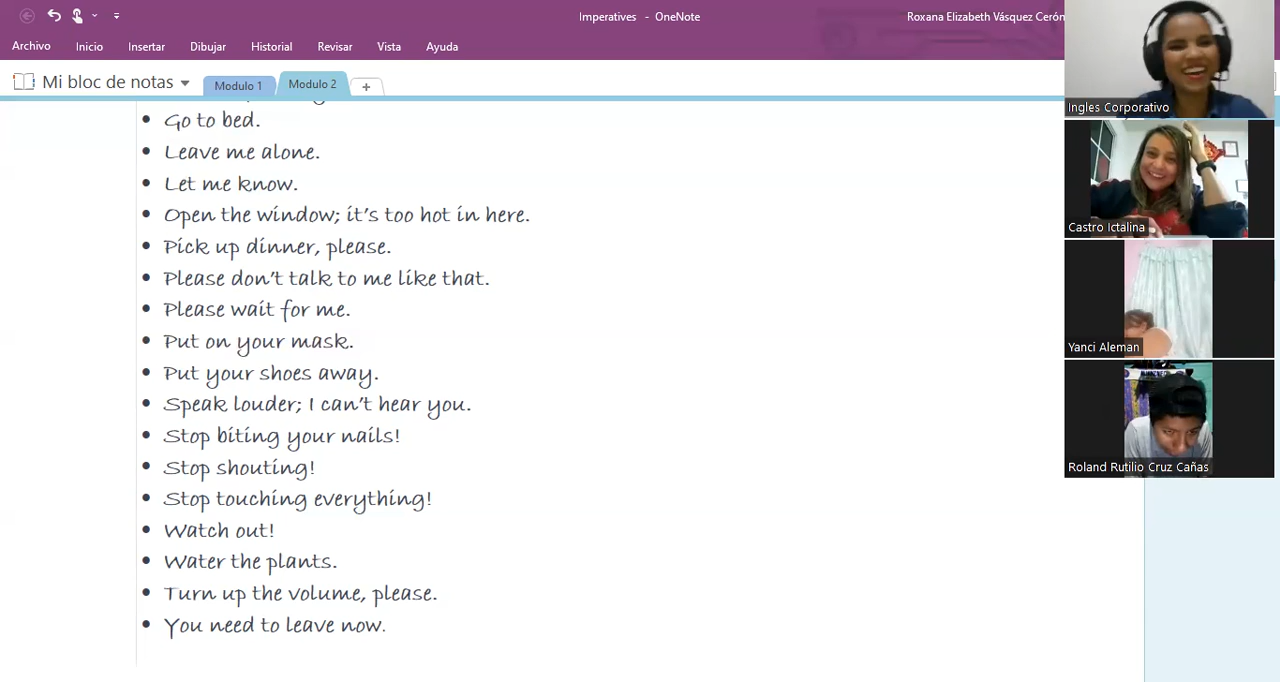 Imperatives - OneNote
Roxana Elizabeth Vásquez Cerón
Archivo Inicio Insertar Dibujar Historial Revisar Vista Ayuda
Mi bloc de notas Modulo 1 Modulo 2 +
• Go to bed.
• Leave me alone.
• Let me know.
• Open the window; it's too hot in here.
• Pick up dinner, please.
• Please don't talk to me like that.
• Please wait for me.
• Put on your mask.
• Put your shoes away.
• Speak louder; I can't hear you.
• Stop biting your nails!
• Stop shouting!
• Stop touching everything!
• Watch out!
• Water the plants.
• Turn up the volume, please.
• You need to leave now.
Ingles Corporativo
Castro Ictalina
Yanci Aleman
Roland Rutilio Cruz Cañas